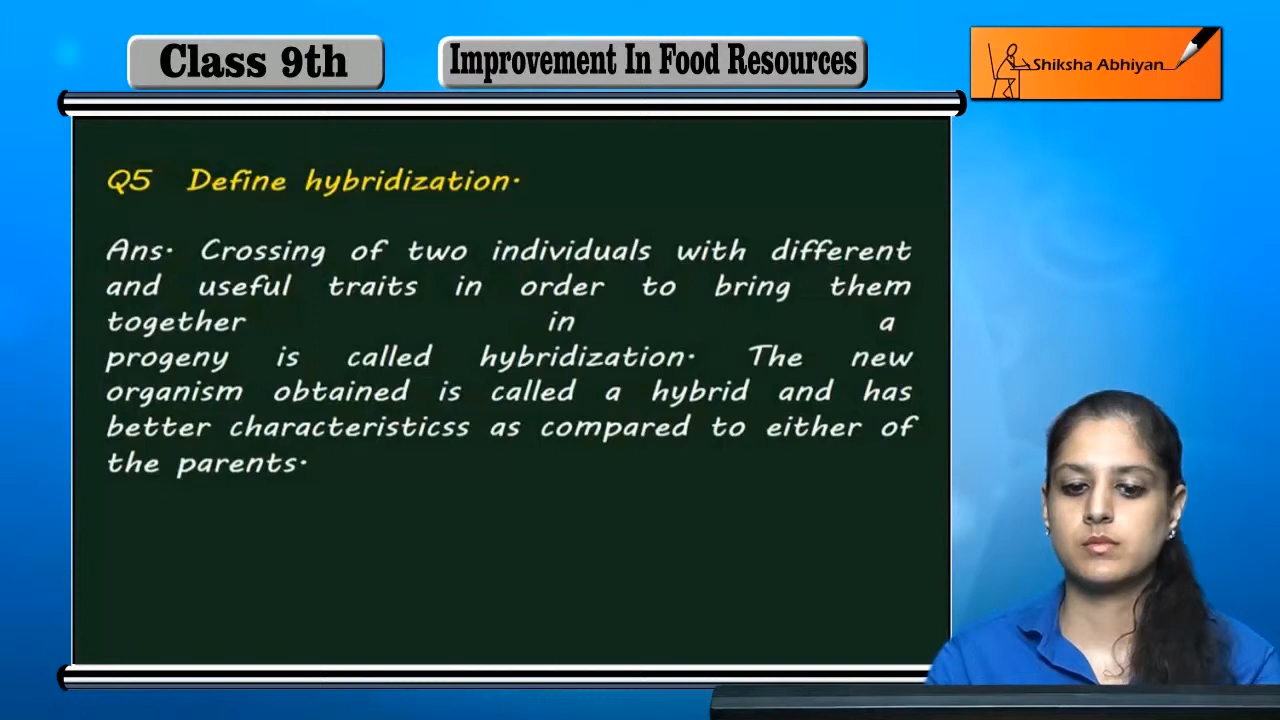 Class 9th
Improvement In Food Resources
Shiksha Abhiyan
Q5 Define hybridization.
Ans. Crossing of two individuals with different
and useful traits in order to bring them
together in a
progeny is called hybridization. The new
organism obtained is called a hybrid and has
better characteristicss as compared to either of
the parents.